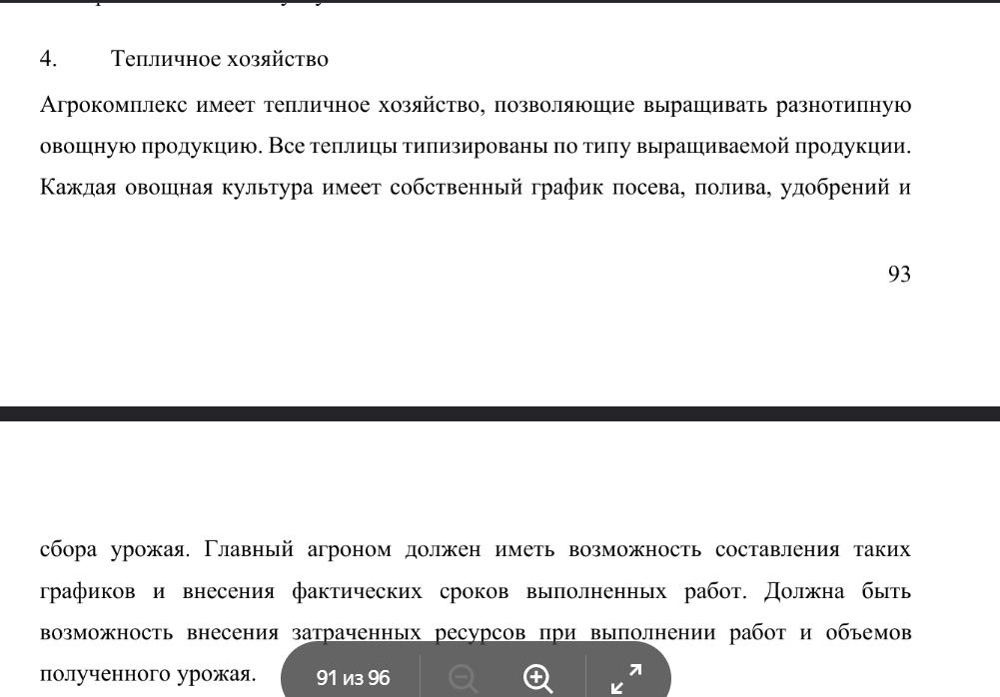 4. Тепличное хозяйство
Агрокомплекс имеет тепличное хозяйство, позволяющие выращивать разнотипную
овощную продукцию. Все теплицы типизированы по типу выращиваемой продукции.
Каждая овощная культура имеет собственный график посева, полива, удобрений и
93
сбора урожая. Главный агроном должен иметь возможность составления таких
графиков и внесения фактических сроков выполненных работ. Должна быть
возможность внесения затраченных ресурсов при выполнении работ и объемов
полученного урожая.
91 из 96